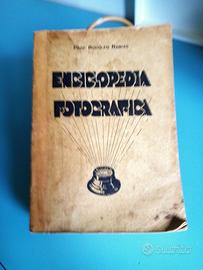 Prof. Rodolfo Namias
ENCICLOPEDIA
FOTOGRAFICA
subito